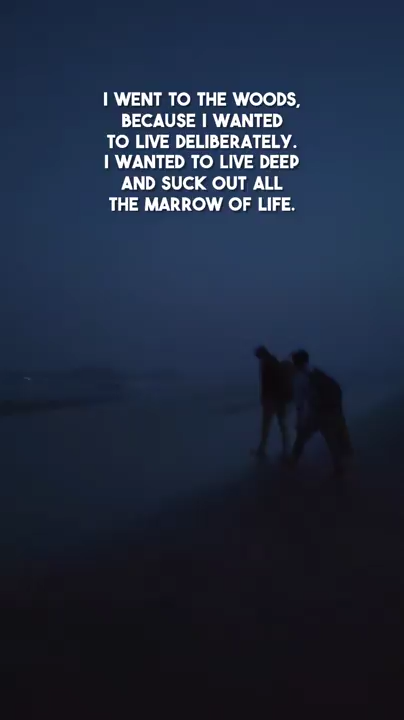 I WENT TO THE WOODS,
BECAUSE I WANTED
TO LIVE DELIBERATELY.
I WANTED TO LIVE DEEP
AND SUCK OUT ALL
THE MARROW OF LIFE.